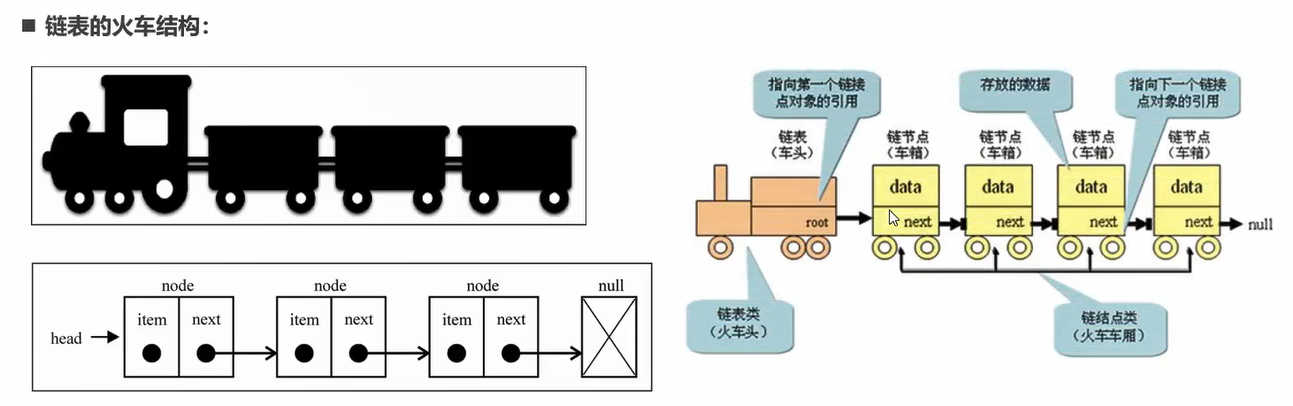 链表的火车结构：
指向第一个链接
点对象的引用
存放的数据
指向下一个链接
点对象的引用
链表
（车头）
链节点
（车箱）
链节点
（车箱）
链节点
（车箱）
链节点
（车箱）
data
data
data
data
root
next
next
next
next
null
链表类
（火车头）
链结点类
（火车车厢）
node
node
node
null
head
item
next
item
next
item
next